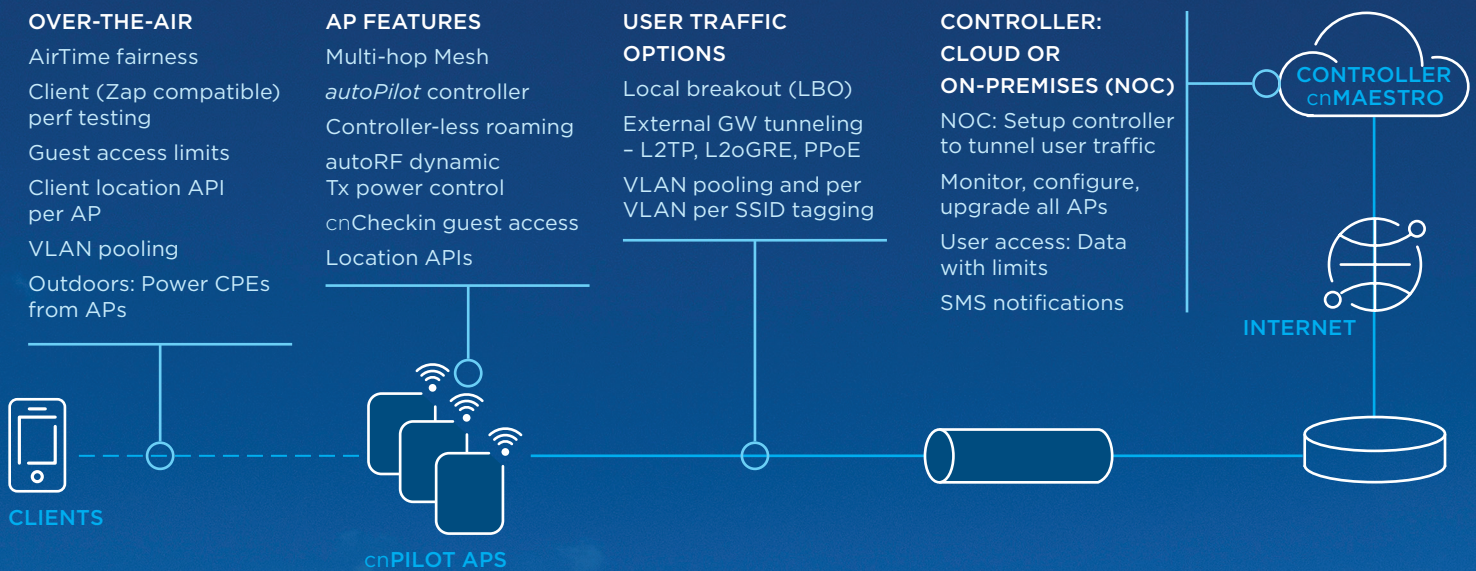 OVER-THE-AIR
AirTime fairness
Client (Zap compatible)
perf testing
Guest access limits
Client location API
per AP
VLAN pooling
Outdoors: Power CPEs
from APs
AP FEATURES
Multi-hop Mesh
autoPilot controller
Controller-less roaming
autoRF dynamic
Tx power control
cnCheckin guest access
Location APIs
USER TRAFFIC
OPTIONS
Local breakout (LBO)
External GW tunneling
– L2TP, L2oGRE, PPoE
VLAN pooling and per
VLAN per SSID tagging
CONTROLLER:
CLOUD OR
ON-PREMISES (NOC)
NOC: Setup controller
to tunnel user traffic
Monitor, configure,
upgrade all APs
User access: Data
with limits
SMS notifications
CONTROLLER
cnMAESTRO
INTERNET
CLIENTS
cnPILOT APS